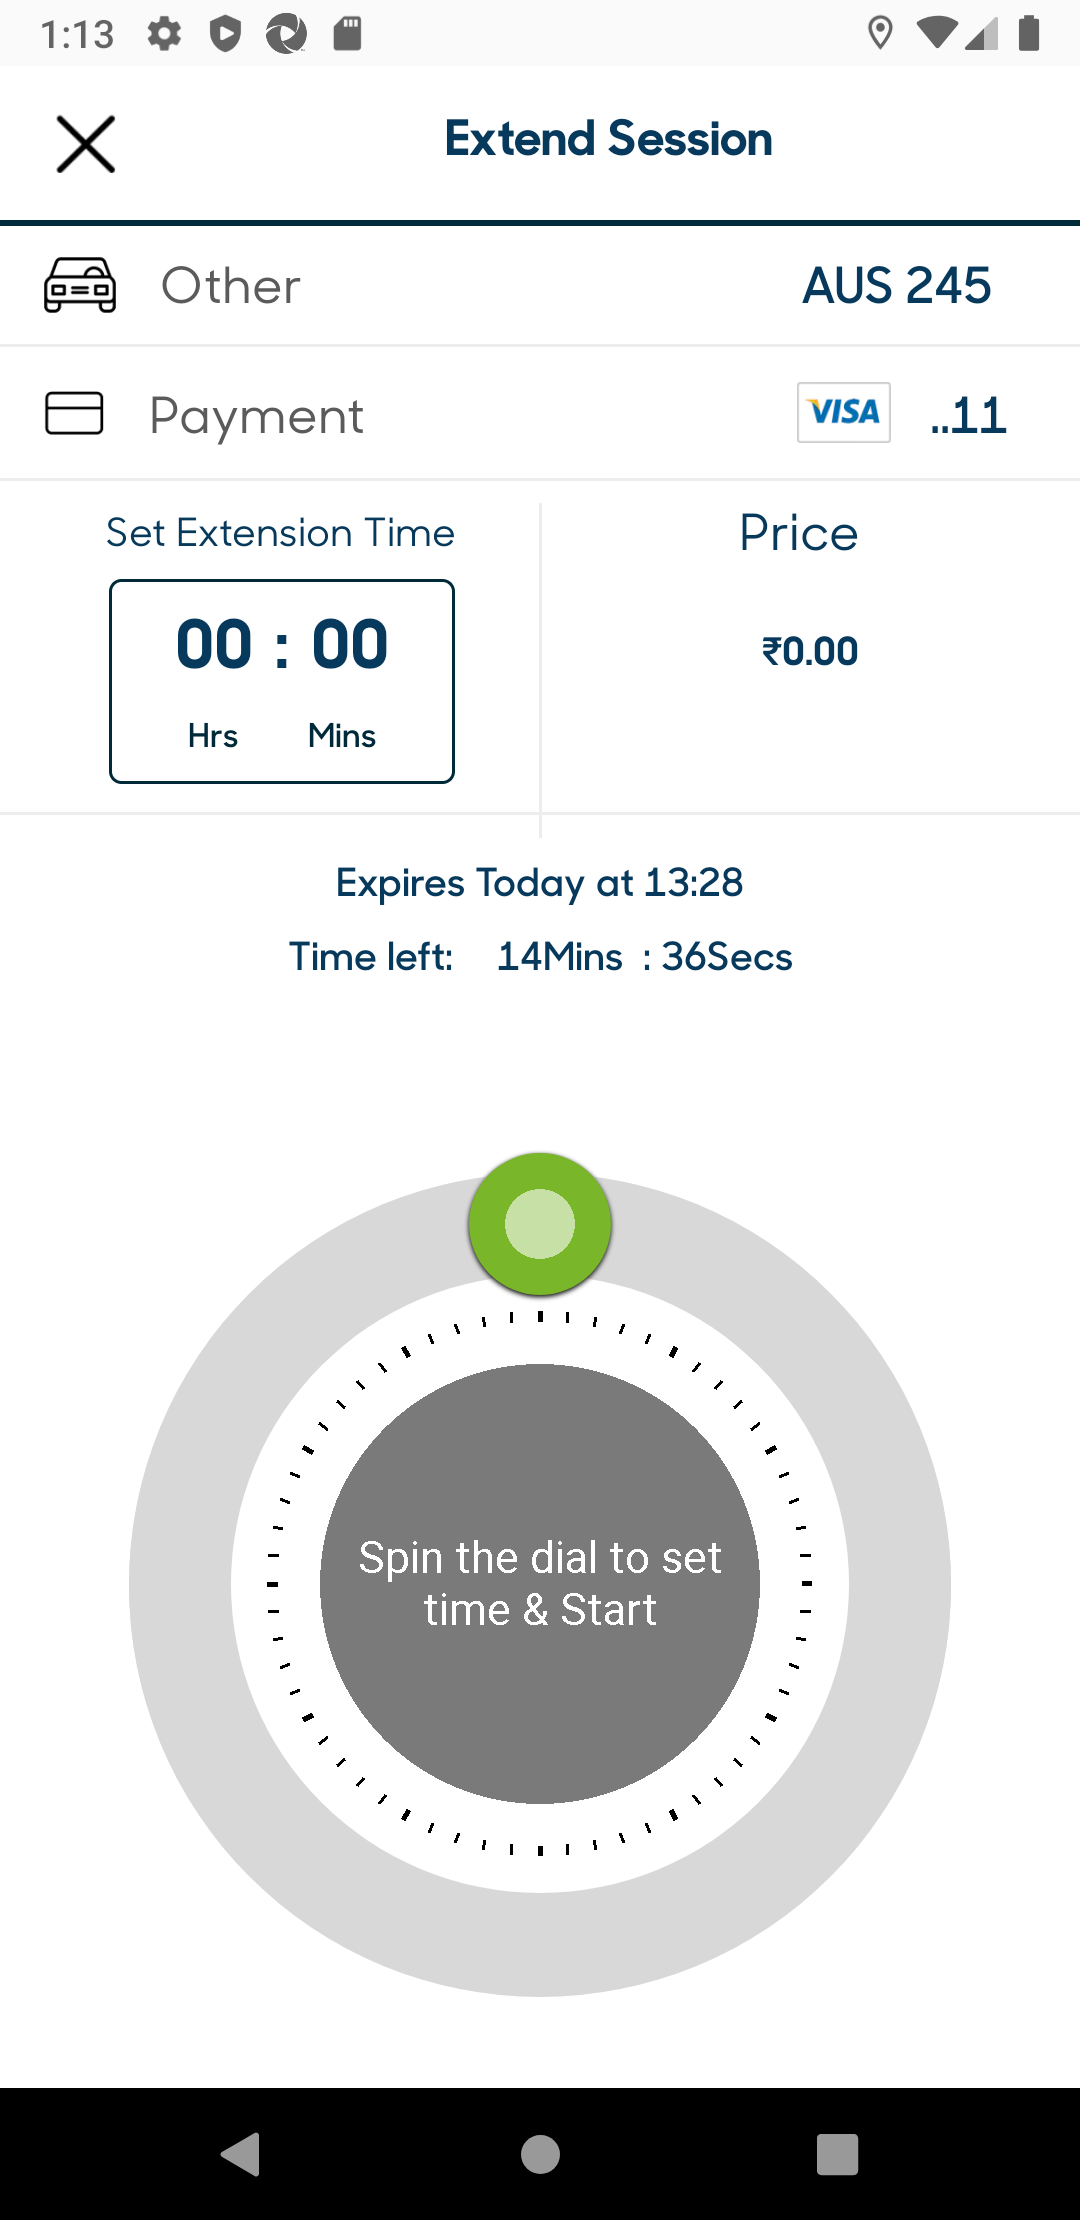 1:13
Extend Session
Other AUS 245
Payment VISA ..11
Set Extension Time Price
00 : 00
₹0.00
Hrs Mins
Expires Today at 13:28
Time left: 14Mins : 36Secs
Spin the dial to set
time & Start